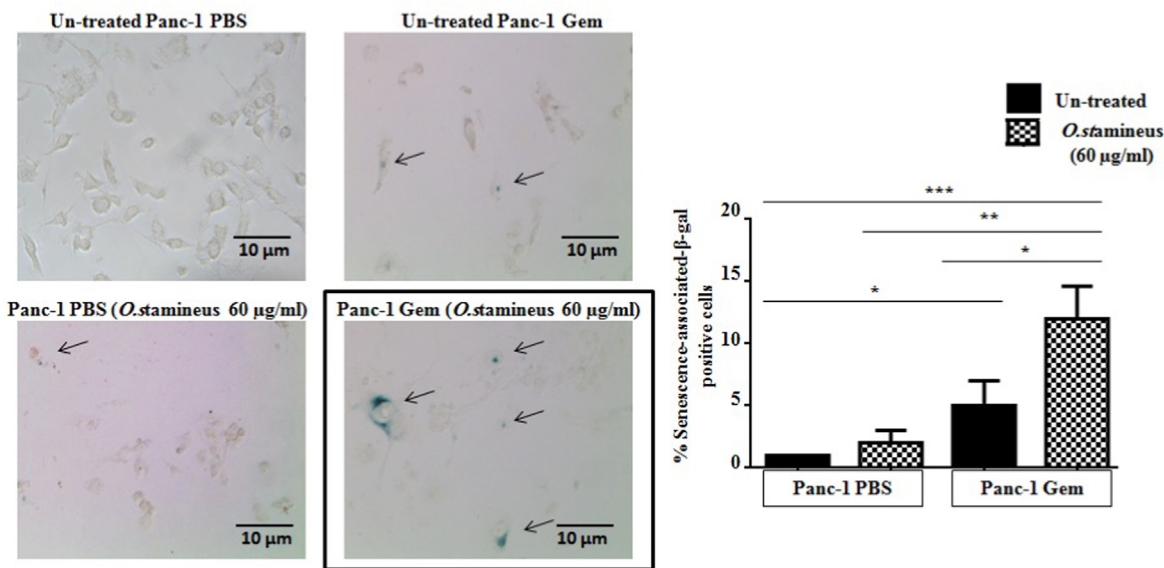 Un-treated Panc-1 PBS
Un-treated Panc-1 Gem
10 μm
10 μm
Panc-1 PBS (O.stamineus 60 μg/ml)
Panc-1 Gem (O.stamineus 60 μg/ml)
10 μm
10 μm
Un-treated
O.stamineus
(60 μg/ml)
% Senescence-associated-β-gal
positive cells
20
15
10
5
0
***
**
*
*
Panc-1 PBS
Panc-1 Gem